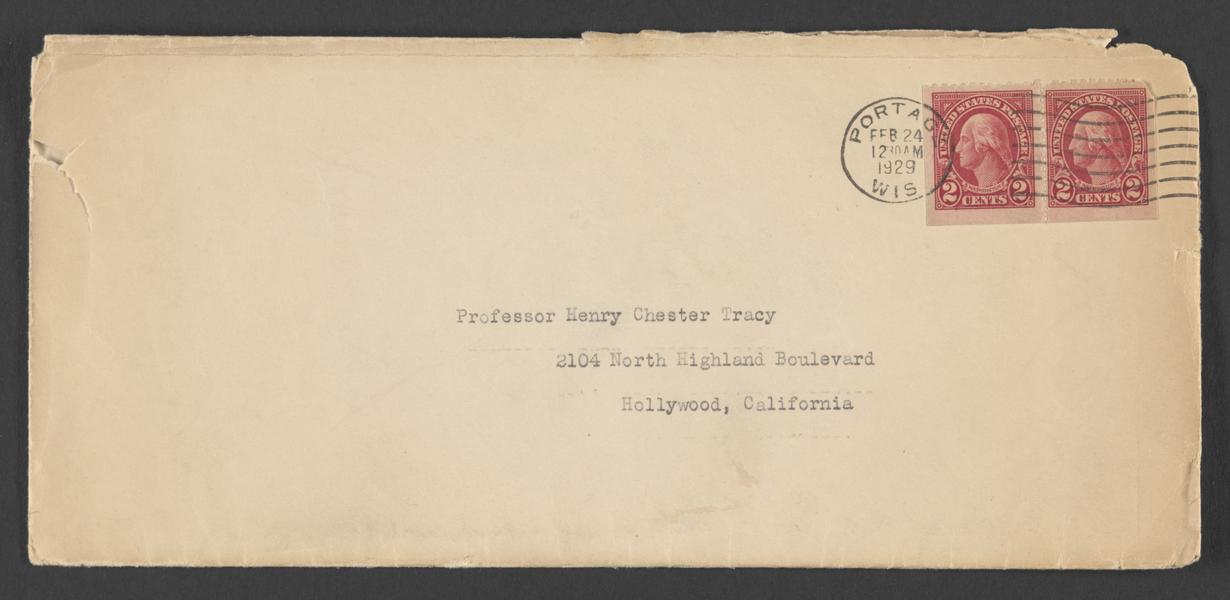 PORTAGE
FEB 24
12 30 AM
1929
WIS
UNITED STATES POSTAGE
2 CENTS 2
UNITED STATES POSTAGE
2 CENTS 2
Professor Henry Chester Tracy
2104 North Highland Boulevard
Hollywood, California